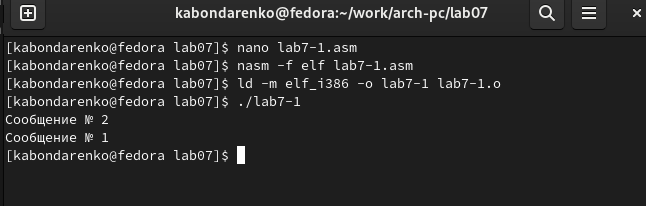 kabondarenko@fedora:~/work/arch-pc/lab07
[kabondarenko@fedora lab07]$ nano lab7-1.asm
[kabondarenko@fedora lab07]$ nasm -f elf lab7-1.asm
[kabondarenko@fedora lab07]$ ld -m elf_i386 -o lab7-1 lab7-1.o
[kabondarenko@fedora lab07]$ ./lab7-1
Сообщение № 2
Сообщение № 1
[kabondarenko@fedora lab07]$